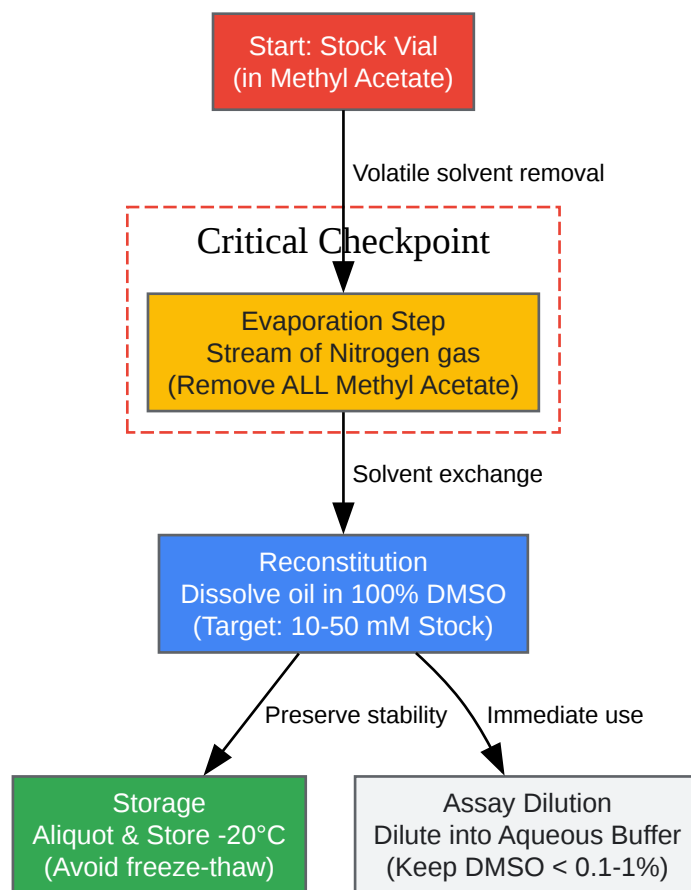 Start: Stock Vial
(in Methyl Acetate)
Volatile solvent removal
Critical Checkpoint
Evaporation Step
Stream of Nitrogen gas
(Remove ALL Methyl Acetate)
Solvent exchange
Reconstitution
Dissolve oil in 100% DMSO
(Target: 10-50 mM Stock)
Preserve stability
Immediate use
Storage
Aliquot & Store -20°C
(Avoid freeze-thaw)
Assay Dilution
Dilute into Aqueous Buffer
(Keep DMSO < 0.1-1%)